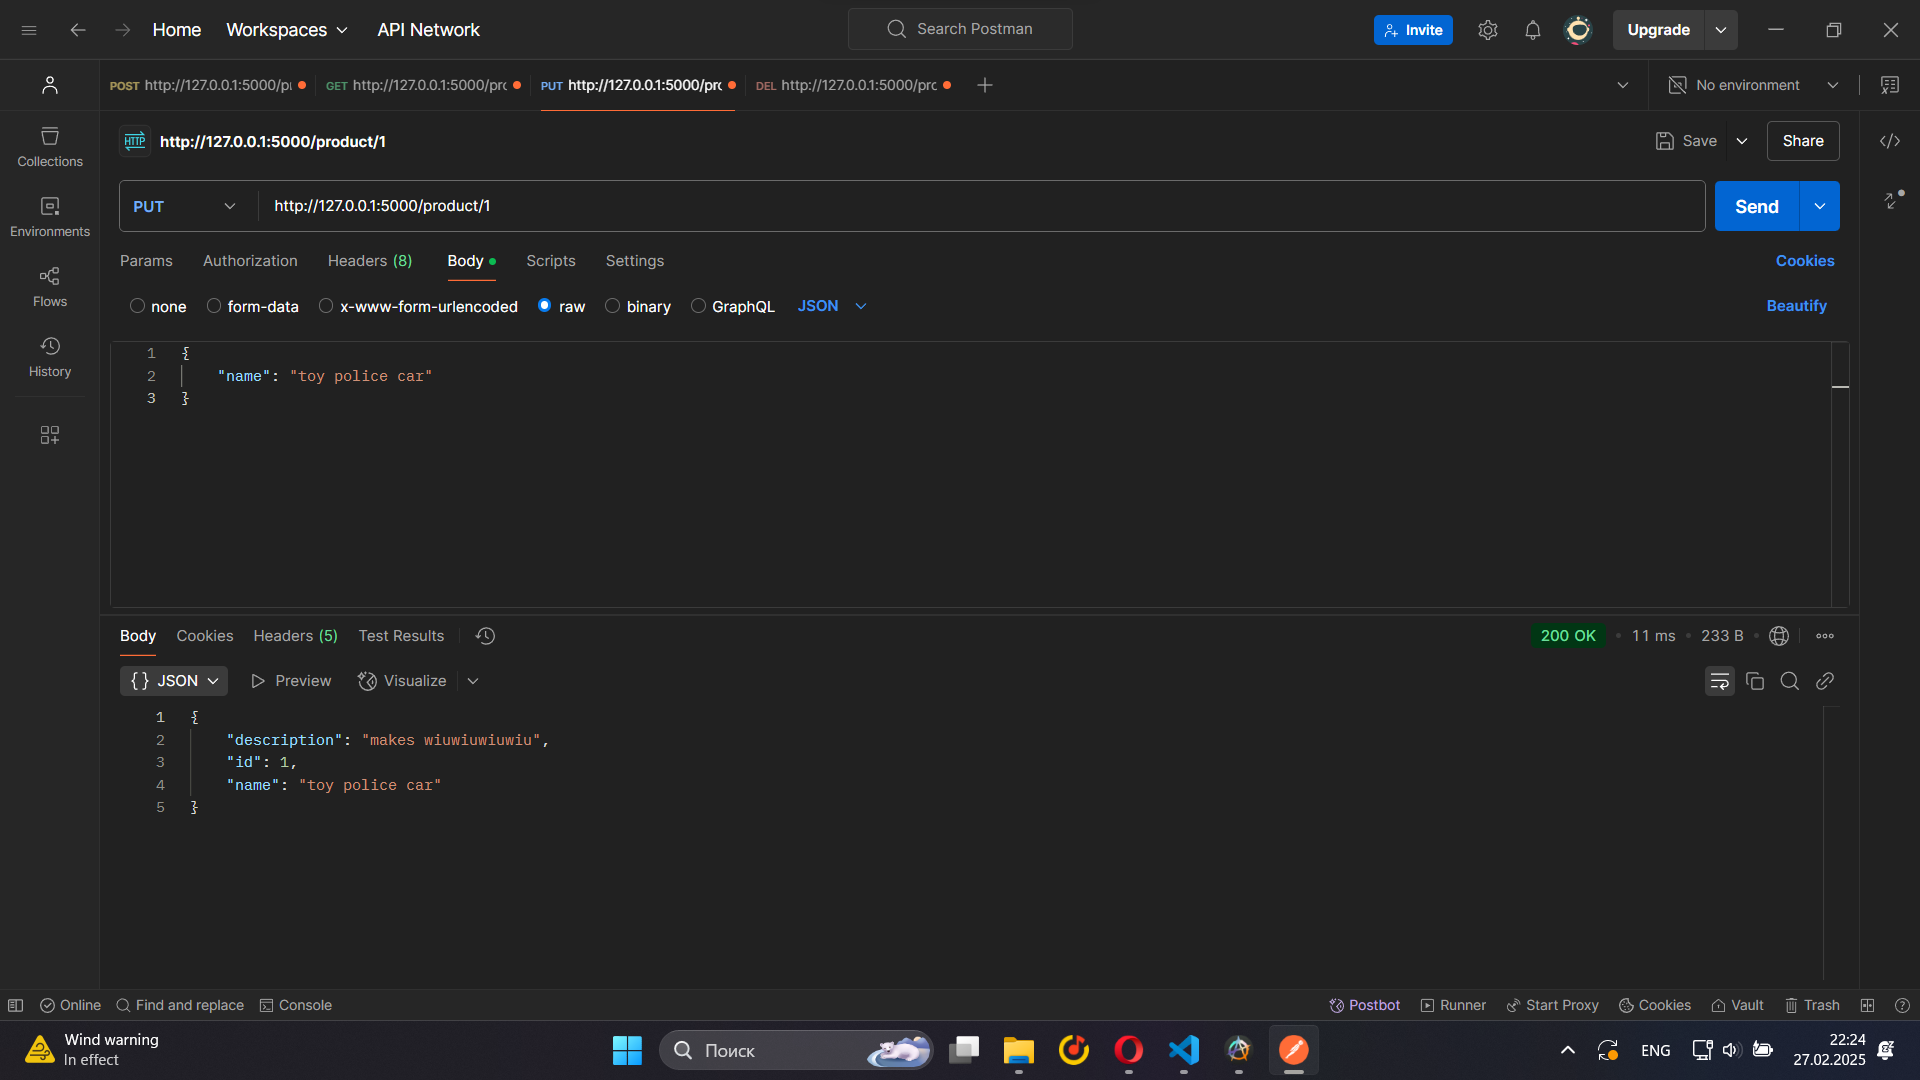 Home Workspaces API Network Search Postman Invite Upgrade
POST http://127.0.0.1:5000/pı GET http://127.0.0.1:5000/prc PUT http://127.0.0.1:5000/prc DEL http://127.0.0.1:5000/prc No environment
HTTP http://127.0.0.1:5000/product/1 Save Share
Collections
PUT http://127.0.0.1:5000/product/1 Send
Environments
Params Authorization Headers (8) Body Scripts Settings Cookies
Flows
none form-data x-www-form-urlencoded raw binary GraphQL JSON Beautify
History
1 {
2 "name": "toy police car"
3 }
Body Cookies Headers (5) Test Results 200 OK 11 ms 233 B
{} JSON Preview Visualize
1 {
2 "description": "makes wiuwiuwiuwiu",
3 "id": 1,
4 "name": "toy police car"
5 }
Online Find and replace Console Postbot Runner Start Proxy Cookies Vault Trash
Wind warning
In effect
Поиск
ENG
22:24
27.02.2025